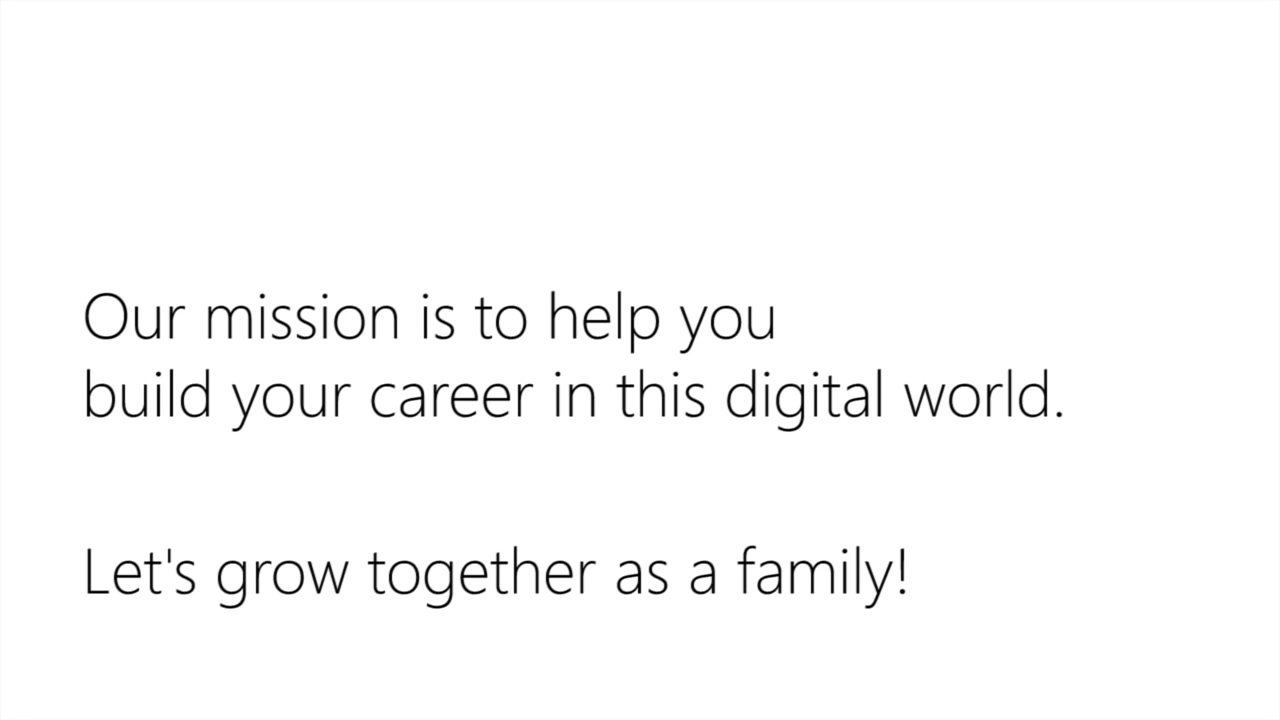 Our mission is to help you
build your career in this digital world.
Let's grow together as a family!